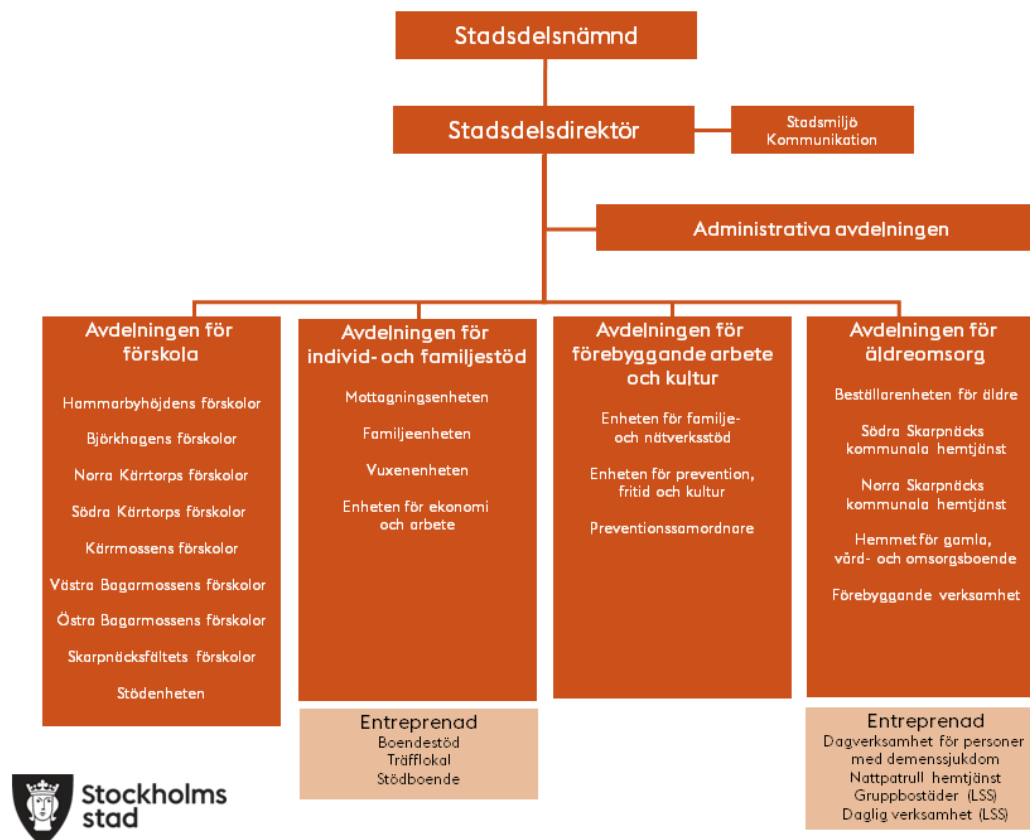 Stadsdelsnämnd
Stadsdelsdirektör
Stadsmiljö
Kommunikation
Administrativa avdelningen
Avdelningen för
förskola
Hammarbyhöjdens förskolor
Björkhagens förskolor
Norra Kärrtorps förskolor
Södra Kärrtorps förskolor
Kärrmossens förskolor
Västra Bagarmossens förskolor
Östra Bagarmossens förskolor
Skarpnäcksfältets förskolor
Stödenheten
Avdelningen för
individ- och familjestöd
Mottagningsenheten
Familjeenheten
Vuxenenheten
Enheten för ekonomi
och arbete
Entreprenad
Boendestöd
Träfflokal
Stödboende
Avdelningen för
förebyggande arbete
och kultur
Enheten för familje-
och nätverksstöd
Enheten för prevention,
fritid och kultur
Preventionssamordnare
Avdelningen för
äldreomsorg
Beställarenheten för äldre
Södra Skarpnäcks
kommunala hemtjänst
Norra Skarpnäcks
kommunala hemtjänst
Hemmet för gamla,
vård- och omsorgsboende
Förebyggande verksamhet
Entreprenad
Dagverksamhet för personer
med demenssjukdom
Nattpatrull hemtjänst
Gruppbostäder (LSS)
Daglig verksamhet (LSS)
Stockholms
stad